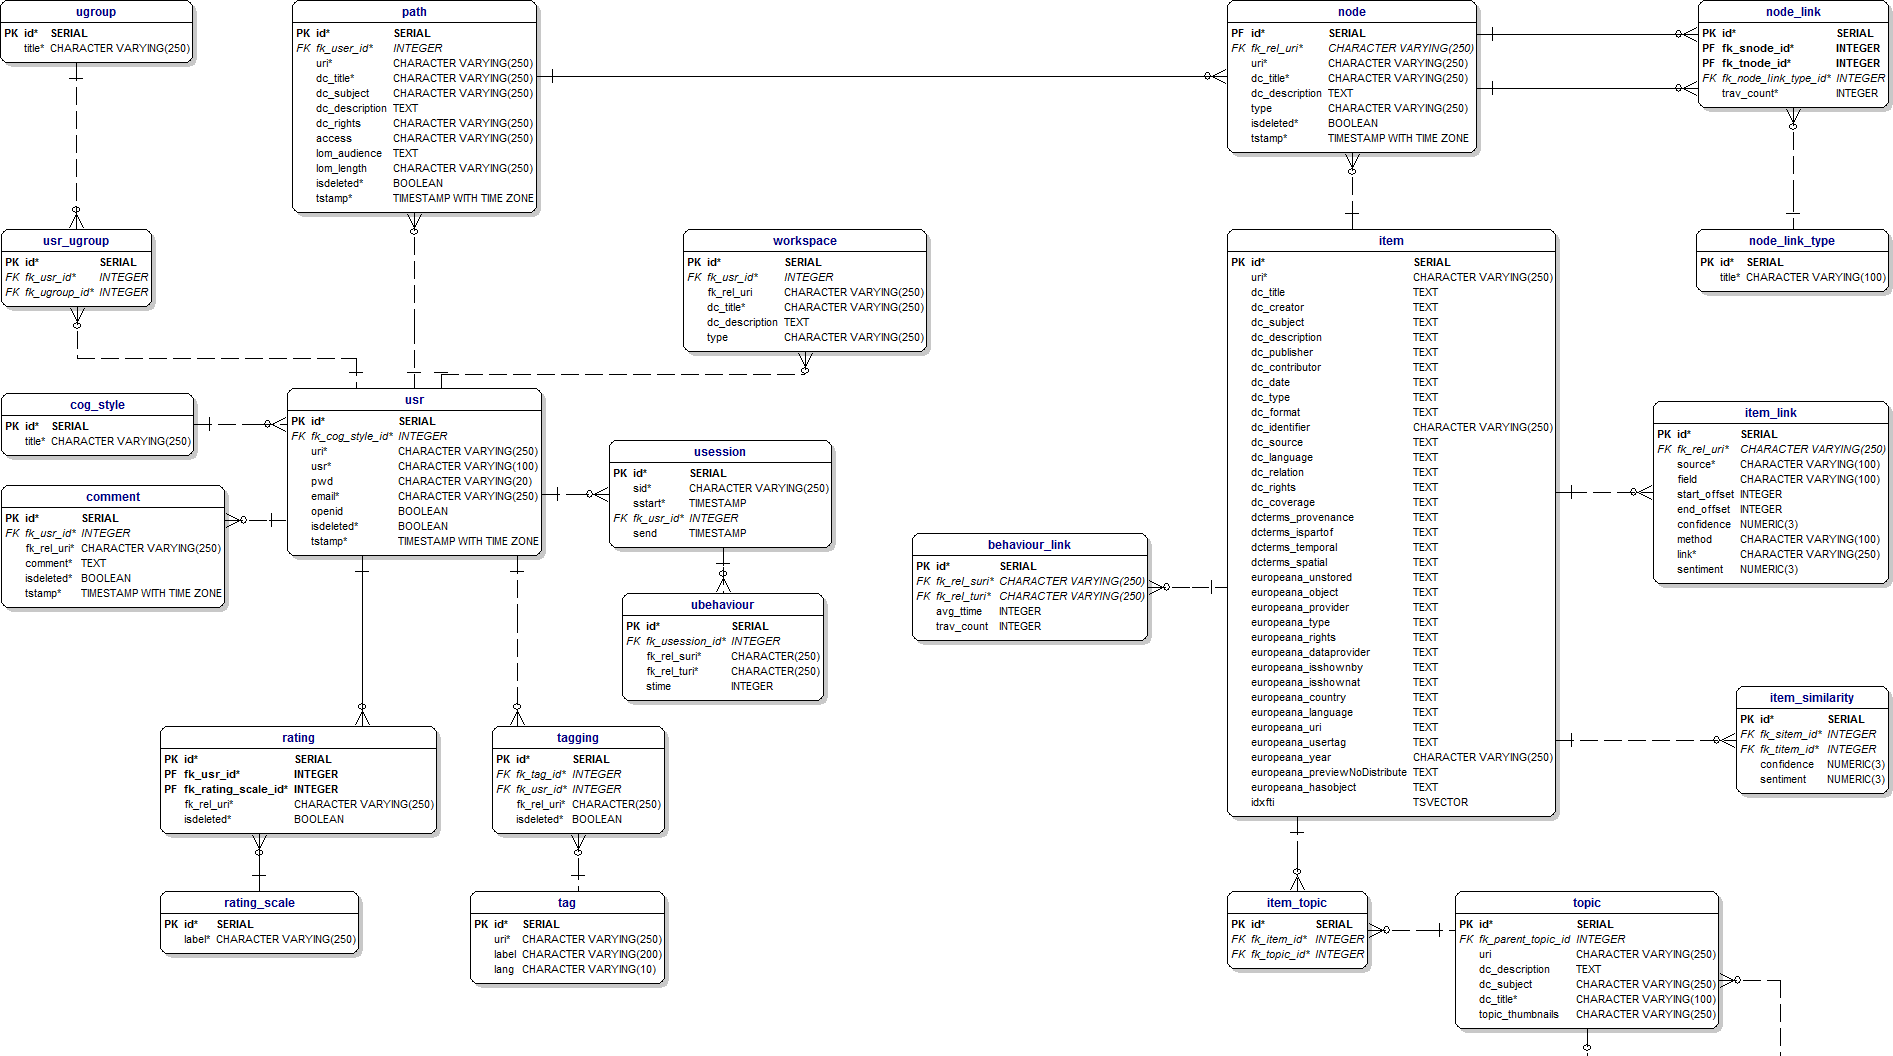 ugroup
PK id* SERIAL
title* CHARACTER VARYING(250)
path
PK id* SERIAL
FK fk_user_id* INTEGER
uri* CHARACTER VARYING(250)
dc_title* CHARACTER VARYING(250)
dc_subject CHARACTER VARYING(250)
dc_description TEXT
dc_rights CHARACTER VARYING(250)
access CHARACTER VARYING(250)
lom_audience TEXT
lom_length CHARACTER VARYING(250)
isdeleted* BOOLEAN
tstamp* TIMESTAMP WITH TIME ZONE
node
PF id* SERIAL
FK fk_rel_uri* CHARACTER VARYING(250)
uri* CHARACTER VARYING(250)
dc_title* CHARACTER VARYING(250)
dc_description TEXT
type CHARACTER VARYING(250)
isdeleted* BOOLEAN
tstamp* TIMESTAMP WITH TIME ZONE
node_link
PK id* SERIAL
PF fk_snode_id* INTEGER
PF fk_tnode_id* INTEGER
FK fk_node_link_type_id* INTEGER
trav_count* INTEGER
usr_ugroup
PK id* SERIAL
FK fk_usr_id* INTEGER
FK fk_ugroup_id* INTEGER
workspace
PK id* SERIAL
FK fk_usr_id* INTEGER
fk_rel_uri CHARACTER VARYING(250)
dc_title* CHARACTER VARYING(250)
dc_description TEXT
type CHARACTER VARYING(250)
item
PK id* SERIAL
uri* CHARACTER VARYING(250)
dc_title TEXT
dc_creator TEXT
dc_subject TEXT
dc_description TEXT
dc_publisher TEXT
dc_contributor TEXT
dc_date TEXT
dc_type TEXT
dc_format TEXT
dc_identifier CHARACTER VARYING(250)
dc_source TEXT
dc_language TEXT
dc_relation TEXT
dc_rights TEXT
dc_coverage TEXT
dcterms_provenance TEXT
dcterms_ispartof TEXT
dcterms_temporal TEXT
dcterms_spatial TEXT
europeana_unstored TEXT
europeana_object TEXT
europeana_provider TEXT
europeana_type TEXT
europeana_rights TEXT
europeana_dataprovider TEXT
europeana_isshownby TEXT
europeana_isshownat TEXT
europeana_country TEXT
europeana_language TEXT
europeana_uri TEXT
europeana_usertag TEXT
europeana_year CHARACTER VARYING(250)
europeana_previewNoDistribute TEXT
europeana_hasobject TEXT
idxfti TSVECTOR
node_link_type
PK id* SERIAL
title* CHARACTER VARYING(100)
cog_style
PK id* SERIAL
title* CHARACTER VARYING(250)
usr
PK id* SERIAL
FK fk_cog_style_id* INTEGER
uri* CHARACTER VARYING(250)
usr* CHARACTER VARYING(100)
pwd CHARACTER VARYING(20)
email* CHARACTER VARYING(250)
openid BOOLEAN
isdeleted* BOOLEAN
tstamp* TIMESTAMP WITH TIME ZONE
item_link
PK id* SERIAL
FK fk_rel_uri* CHARACTER VARYING(250)
source* CHARACTER VARYING(100)
field CHARACTER VARYING(100)
start_offset INTEGER
end_offset INTEGER
confidence NUMERIC(3)
method CHARACTER VARYING(100)
link* CHARACTER VARYING(250)
sentiment NUMERIC(3)
usession
PK id* SERIAL
sid* CHARACTER VARYING(250)
sstart* TIMESTAMP
FK fk_usr_id* INTEGER
send TIMESTAMP
comment
PK id* SERIAL
FK fk_usr_id* INTEGER
fk_rel_uri* CHARACTER VARYING(250)
comment* TEXT
isdeleted* BOOLEAN
tstamp* TIMESTAMP WITH TIME ZONE
behaviour_link
PK id* SERIAL
FK fk_rel_suri* CHARACTER VARYING(250)
FK fk_rel_turi* CHARACTER VARYING(250)
avg_ttime INTEGER
trav_count INTEGER
ubehaviour
PK id* SERIAL
FK fk_usession_id* INTEGER
fk_rel_suri* CHARACTER(250)
fk_rel_turi* CHARACTER(250)
stime INTEGER
item_similarity
PK id* SERIAL
FK fk_sitem_id* INTEGER
FK fk_titem_id* INTEGER
confidence NUMERIC(3)
sentiment NUMERIC(3)
rating
PK id* SERIAL
PF fk_usr_id* INTEGER
PF fk_rating_scale_id* INTEGER
fk_rel_uri* CHARACTER VARYING(250)
isdeleted* BOOLEAN
tagging
PK id* SERIAL
FK fk_tag_id* INTEGER
FK fk_usr_id* INTEGER
fk_rel_uri* CHARACTER(250)
isdeleted* BOOLEAN
rating_scale
PK id* SERIAL
label* CHARACTER VARYING(250)
tag
PK id* SERIAL
uri* CHARACTER VARYING(250)
label CHARACTER VARYING(200)
lang CHARACTER VARYING(10)
item_topic
PK id* SERIAL
FK fk_item_id* INTEGER
FK fk_topic_id* INTEGER
topic
PK id* SERIAL
FK fk_parent_topic_id INTEGER
uri CHARACTER VARYING(250)
dc_description TEXT
dc_subject CHARACTER VARYING(250)
dc_title* CHARACTER VARYING(100)
topic_thumbnails CHARACTER VARYING(250)